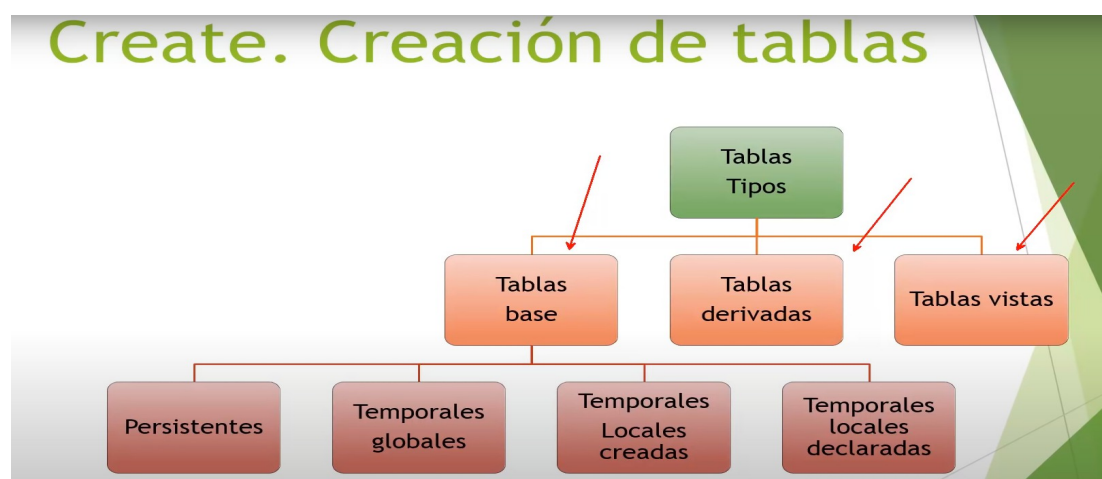 Create. Creación de tablas
Tablas
Tipos
Tablas
base
Tablas
derivadas
Tablas vistas
Persistentes
Temporales
globales
Temporales
Locales
creadas
Temporales
locales
declaradas